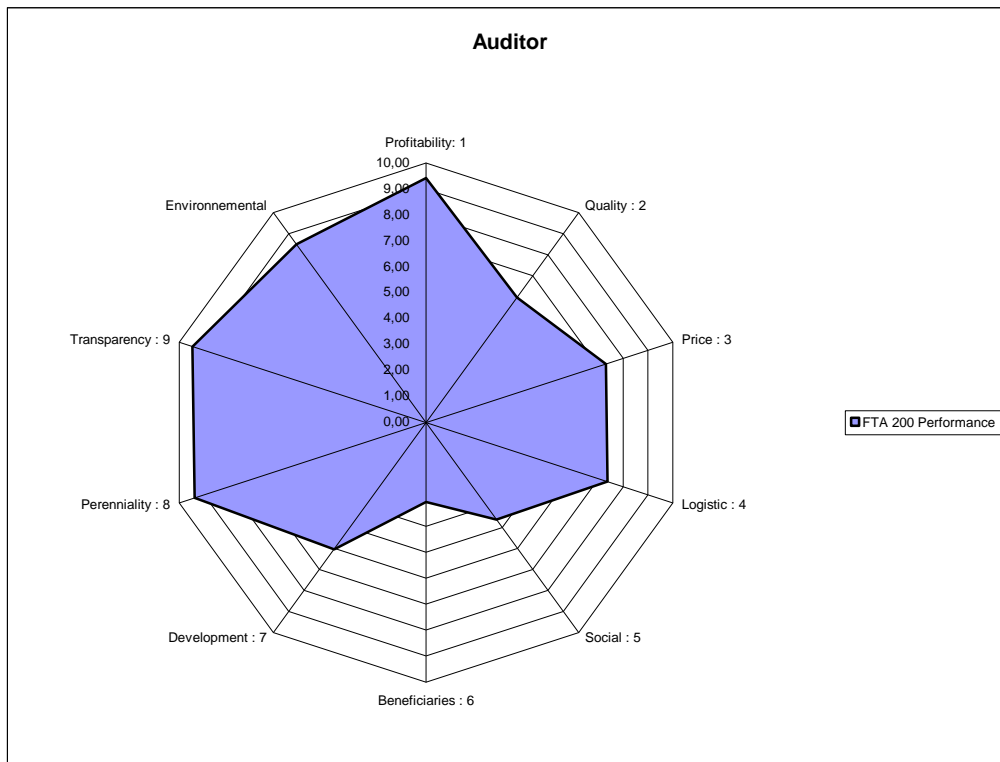 Auditor
Profitability: 1
Quality : 2
Price : 3
Logistic : 4
Social : 5
Beneficiaries : 6
Development : 7
Perenniality : 8
Transparency : 9
Environnemental
10,00
9,00
8,00
7,00
6,00
5,00
4,00
3,00
2,00
1,00
0,00
FTA 200 Performance